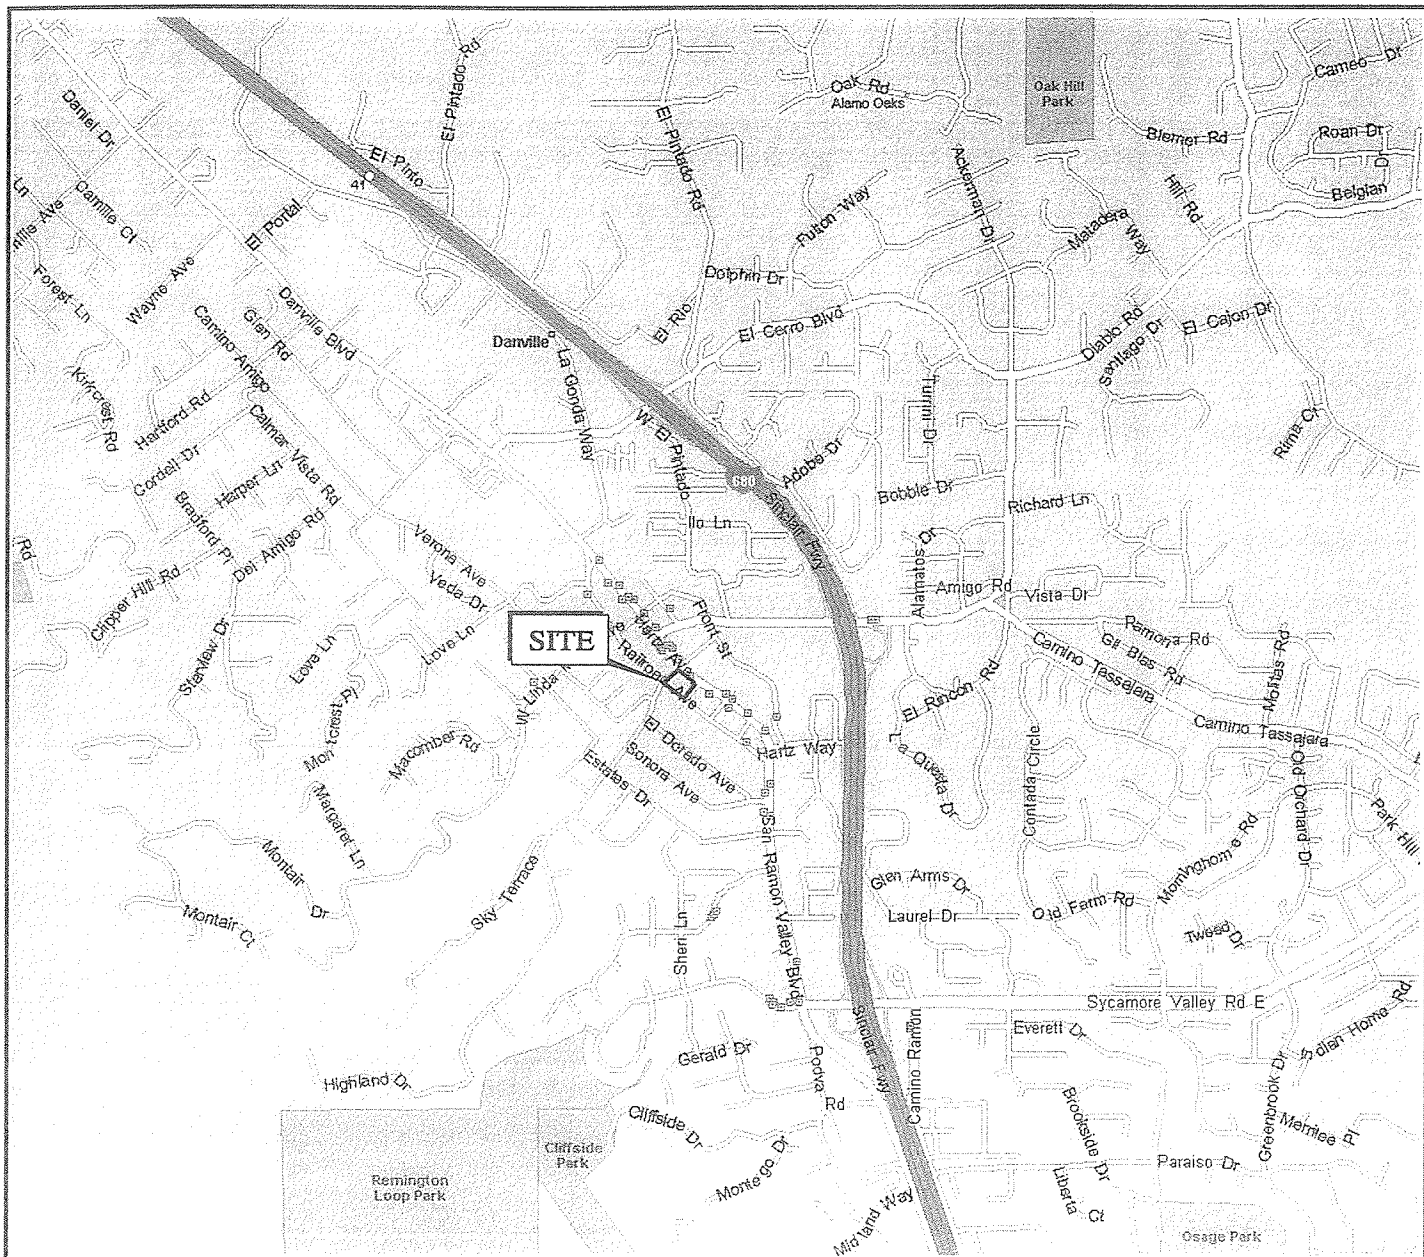 Daniel Dr
El Pintado Rd
El Pinto
41
Oak Rd
Alamo Oaks
Oak Hill
Park
Cameo Dr
Blemer Rd
Roan Dr
Dr
Belgian
El Pintado Rd
Ackerman Dr
Hill Rd
Fulton Way
Matadera Way
Ln
Camille Ct
El Portal
Forest Ln
Wayne Ave
Dolphin Dr
Danville Blvd
Glen Rd
Camino Amigo
El Rio
El Cerro Blvd
Diablo Rd
Santiago Dr
El Cajon Dr
Danville
La Gonda Way
Kirkcrest Rd
Hartford Rd
Calmar Vista Rd
Cordell Dr
Harper Ln
Bradford Pl
W El Pintado
Turrini Dr
Adobe Dr
680
Sinclair Fwy
Bobbie Dr
Richard Ln
Rima Ct
Ilo Ln
Rd
Del Amigo Rd
Clipper Hill Rd
Verona Ave
Veda Dr
Alamatos Dr
Amigo Rd
Vista Dr
Starview Dr
Love Ln
Love Ln
SITE
Hartz Ave
Front St
Railroad Ave
Ramona Rd
Gil Blas Rd
Camino Tassajara
Molitas Rd
Montcrest Pl
W Linda
El Rincon Rd
Camino Tassajara
Macomber Rd
El Dorado Ave
Sonora Ave
Estates Dr
Hartz Way
La Questa Dr
Contada Circle
Old Orchard Dr
Park Hill
Margaret Ln
San Ramon Valley Blvd
Morninghome Rd
Montair Dr
Montair Ct
Sky Terrace
Sheri Ln
Glen Arms Dr
Laurel Dr
Old Farm Rd
Tweed Dr
Sycamore Valley Rd E
Sinclair Fwy
Camino Ramon
Everett Dr
Highland Dr
Gerald Dr
Podva Rd
Cliffside Dr
Brookside Dr
Greenbrook Dr
Merrilee Pl
Cliffside
Park
Remington
Loop Park
Montego Dr
Midland Way
Liberta Ct
Paraiso Dr
Osage Park